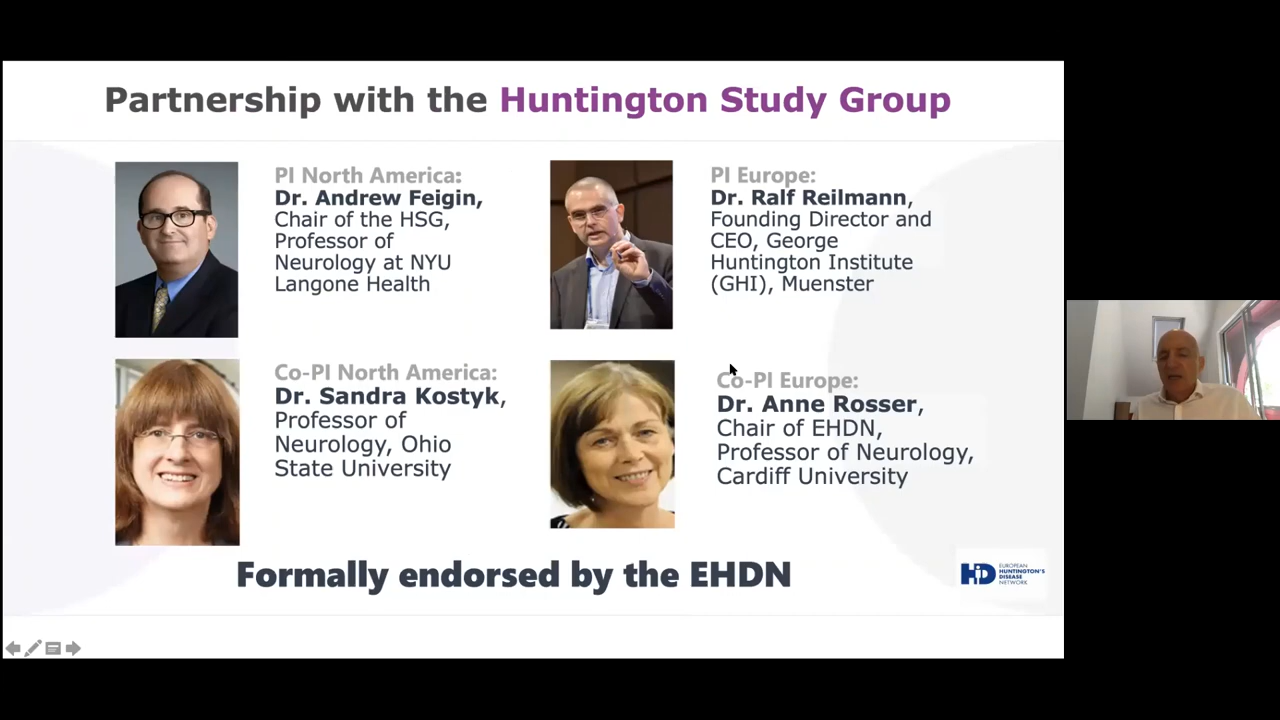 Partnership with the Huntington Study Group
PI North America:
Dr. Andrew Feigin,
Chair of the HSG,
Professor of
Neurology at NYU
Langone Health
PI Europe:
Dr. Ralf Reilmann,
Founding Director and
CEO, George
Huntington Institute
(GHI), Muenster
Co-PI North America:
Dr. Sandra Kostyk,
Professor of
Neurology, Ohio
State University
Co-PI Europe:
Dr. Anne Rosser,
Chair of EHDN,
Professor of Neurology,
Cardiff University
Formally endorsed by the EHDN
HD
EUROPEAN
HUNTINGTON'S
DISEASE
NETWORK